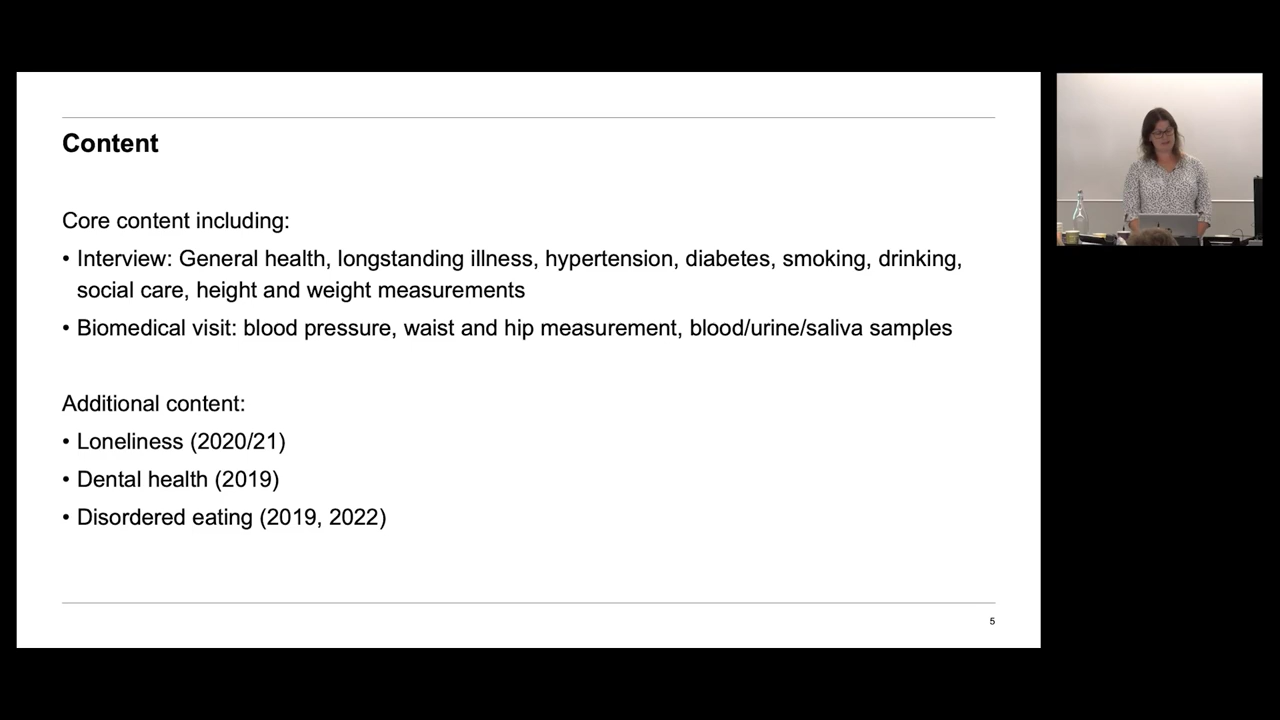 Content
Core content including:
• Interview: General health, longstanding illness, hypertension, diabetes, smoking, drinking,
social care, height and weight measurements
• Biomedical visit: blood pressure, waist and hip measurement, blood/urine/saliva samples
Additional content:
• Loneliness (2020/21)
• Dental health (2019)
• Disordered eating (2019, 2022)
5